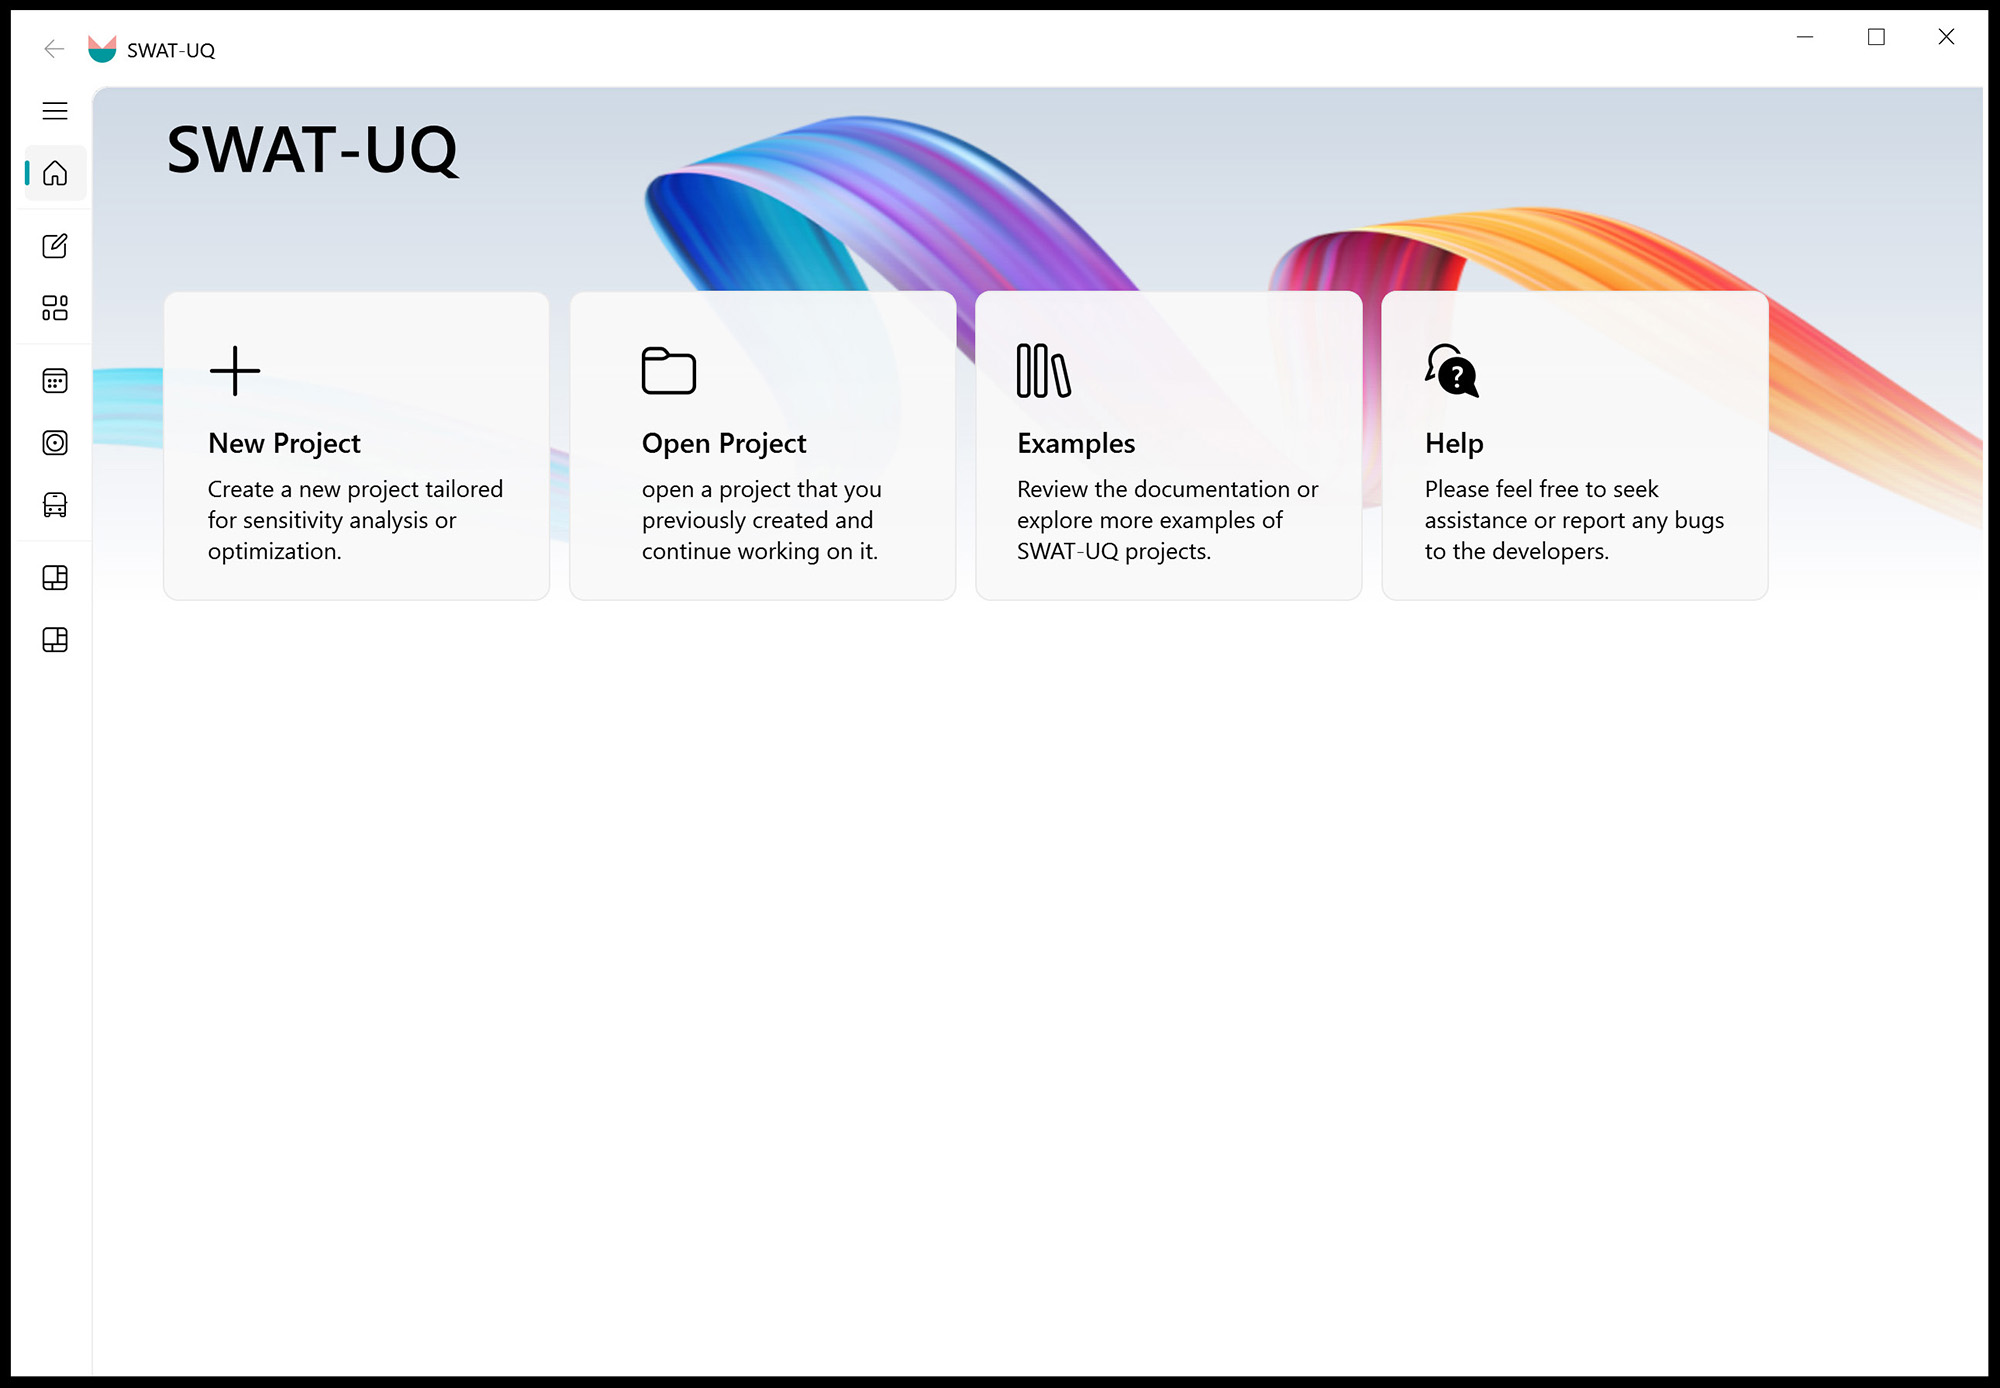 SWAT-UQ
SWAT-UQ
New Project
Create a new project tailored
for sensitivity analysis or
optimization.
Open Project
open a project that you
previously created and
continue working on it.
Examples
Review the documentation or
explore more examples of
SWAT-UQ projects.
?
Help
Please feel free to seek
assistance or report any bugs
to the developers.